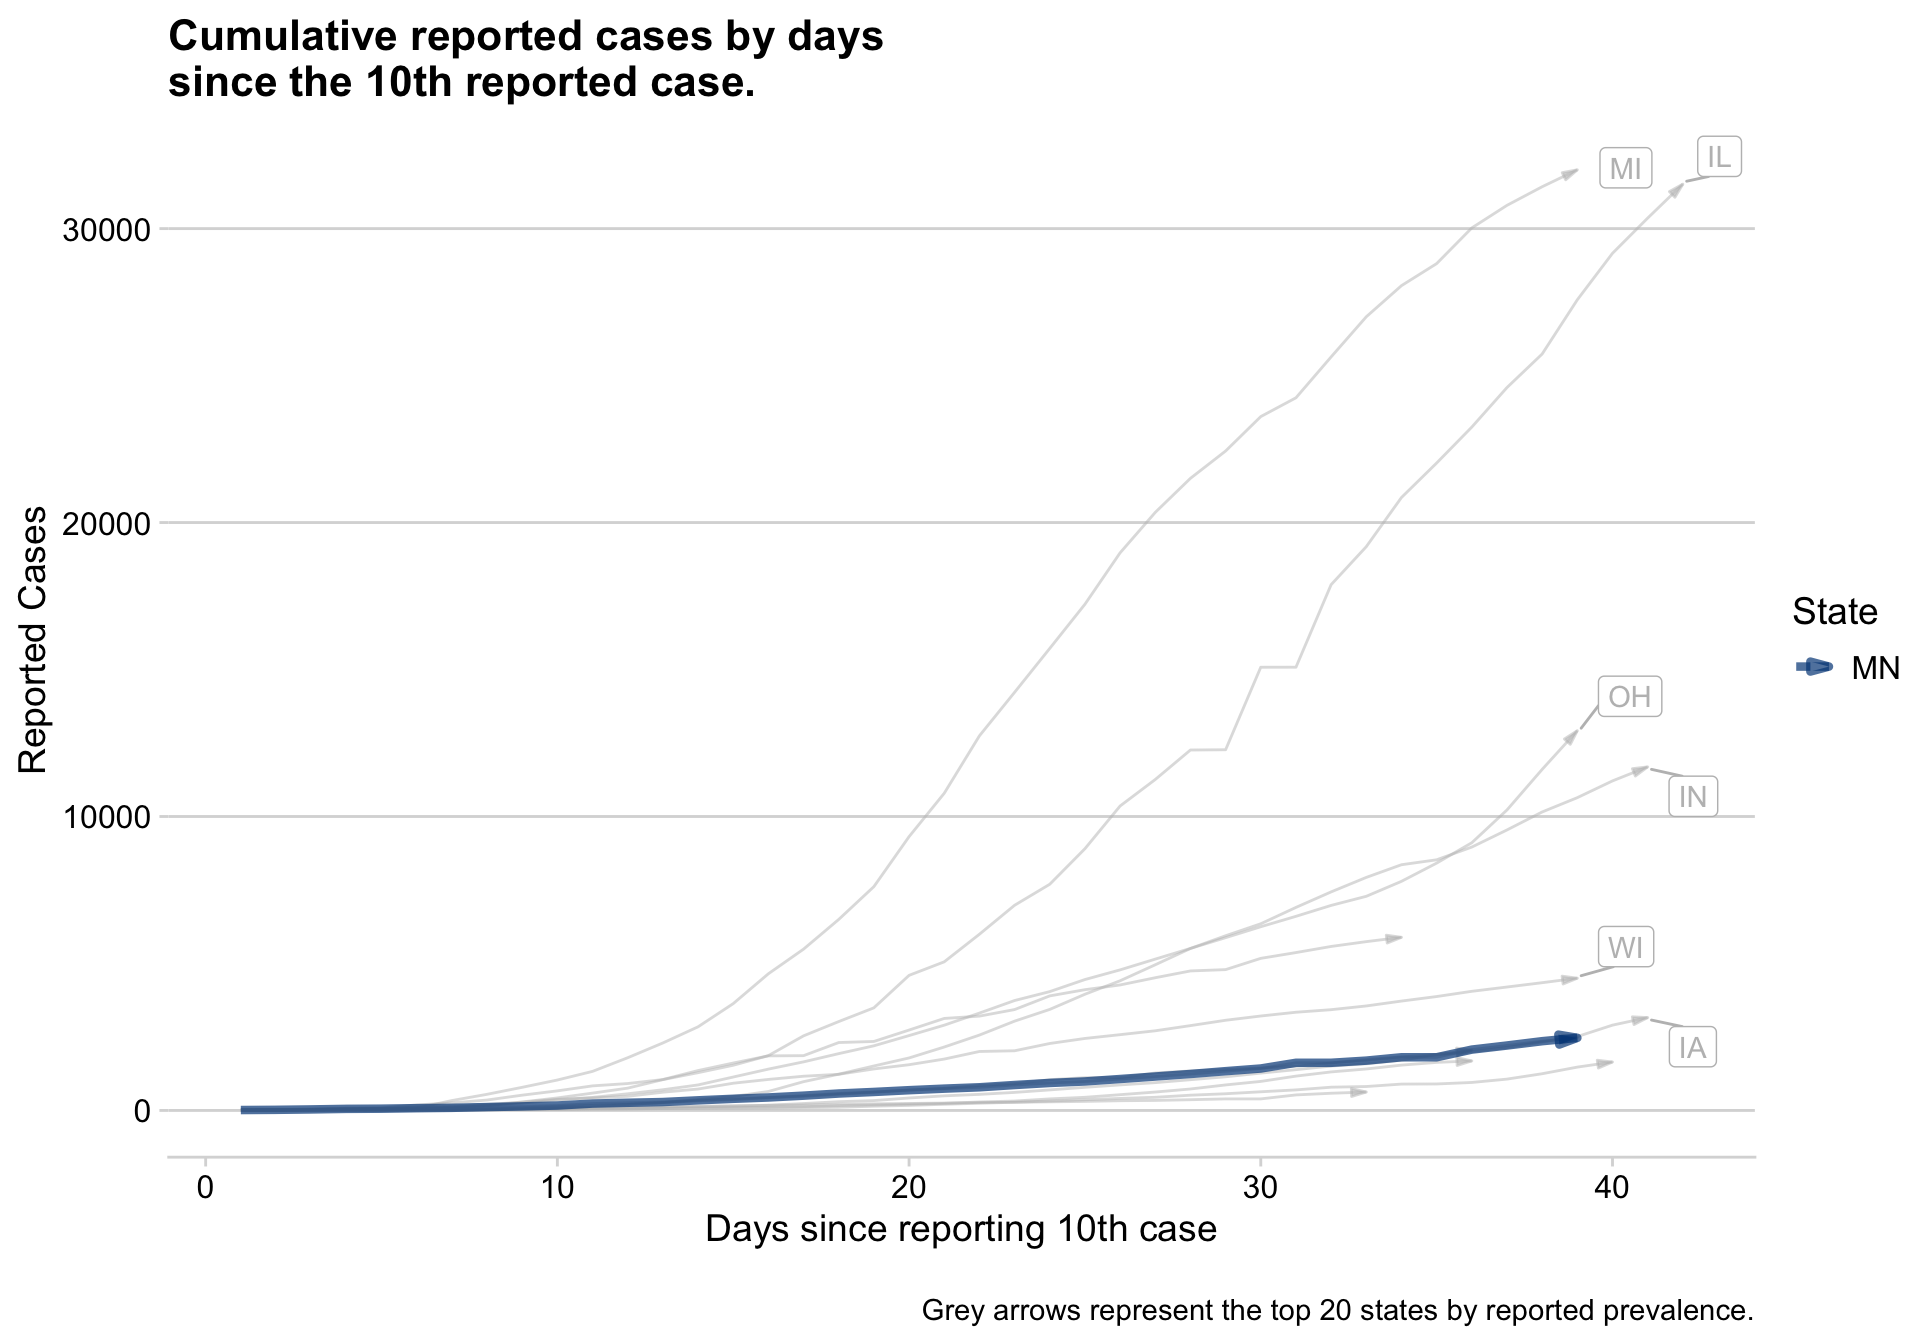 Cumulative reported cases by days
since the 10th reported case.
MI
IL
30000
20000
State
MN
OH
IN
10000
WI
IA
0
Reported Cases
0 10 20 30 40
Days since reporting 10th case
Grey arrows represent the top 20 states by reported prevalence.